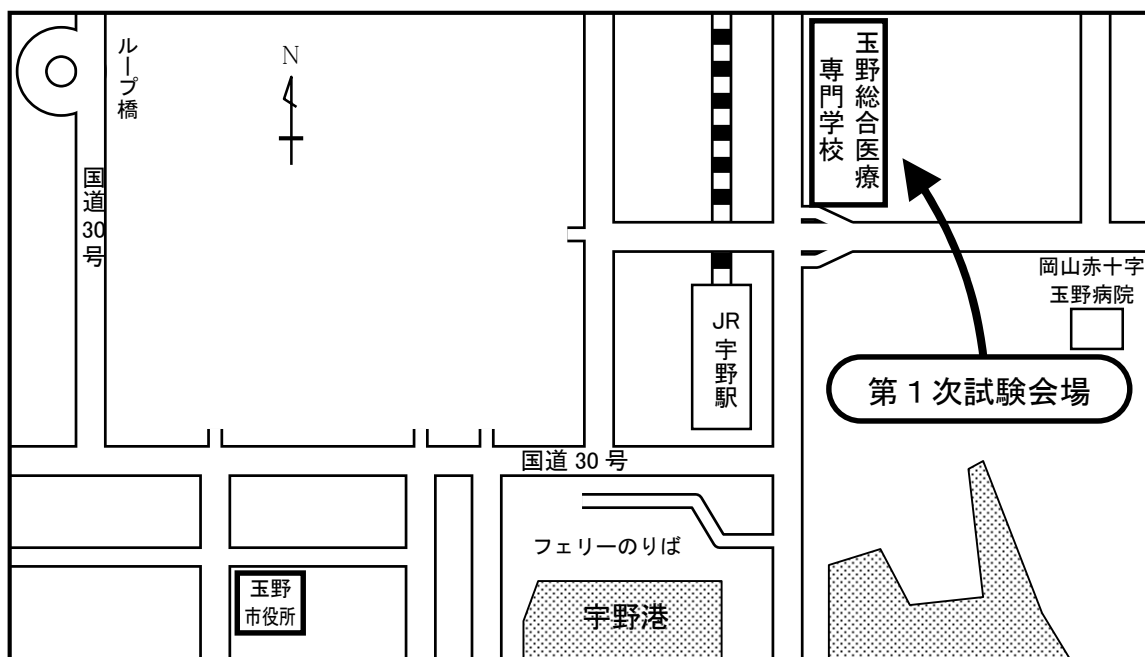 ループ橋
N
国道30号
玉野総合医療
専門学校
岡山赤十字
玉野病院
JR宇野駅
第１次試験会場
国道 30 号
フェリーのりば
玉野
市役所
宇野港